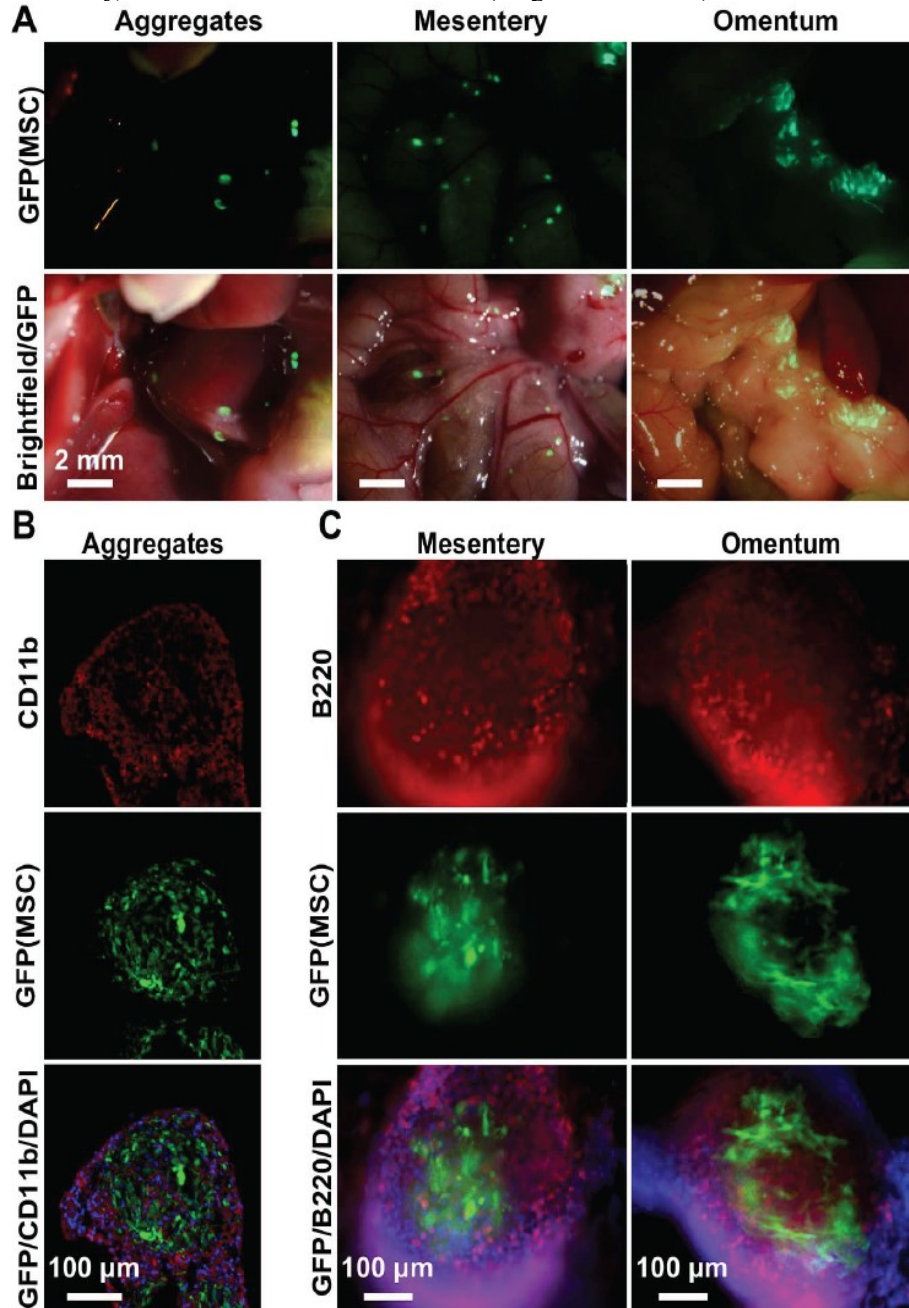 A
Aggregates
Mesentery
Omentum
GFP(MSC)
Brightfield/GFP
2 mm
B
Aggregates
C
Mesentery
Omentum
CD11b
B220
GFP(MSC)
GFP(MSC)
GFP/CD11b/DAPI
GFP/B220/DAPI
100 µm
100 µm
100 µm